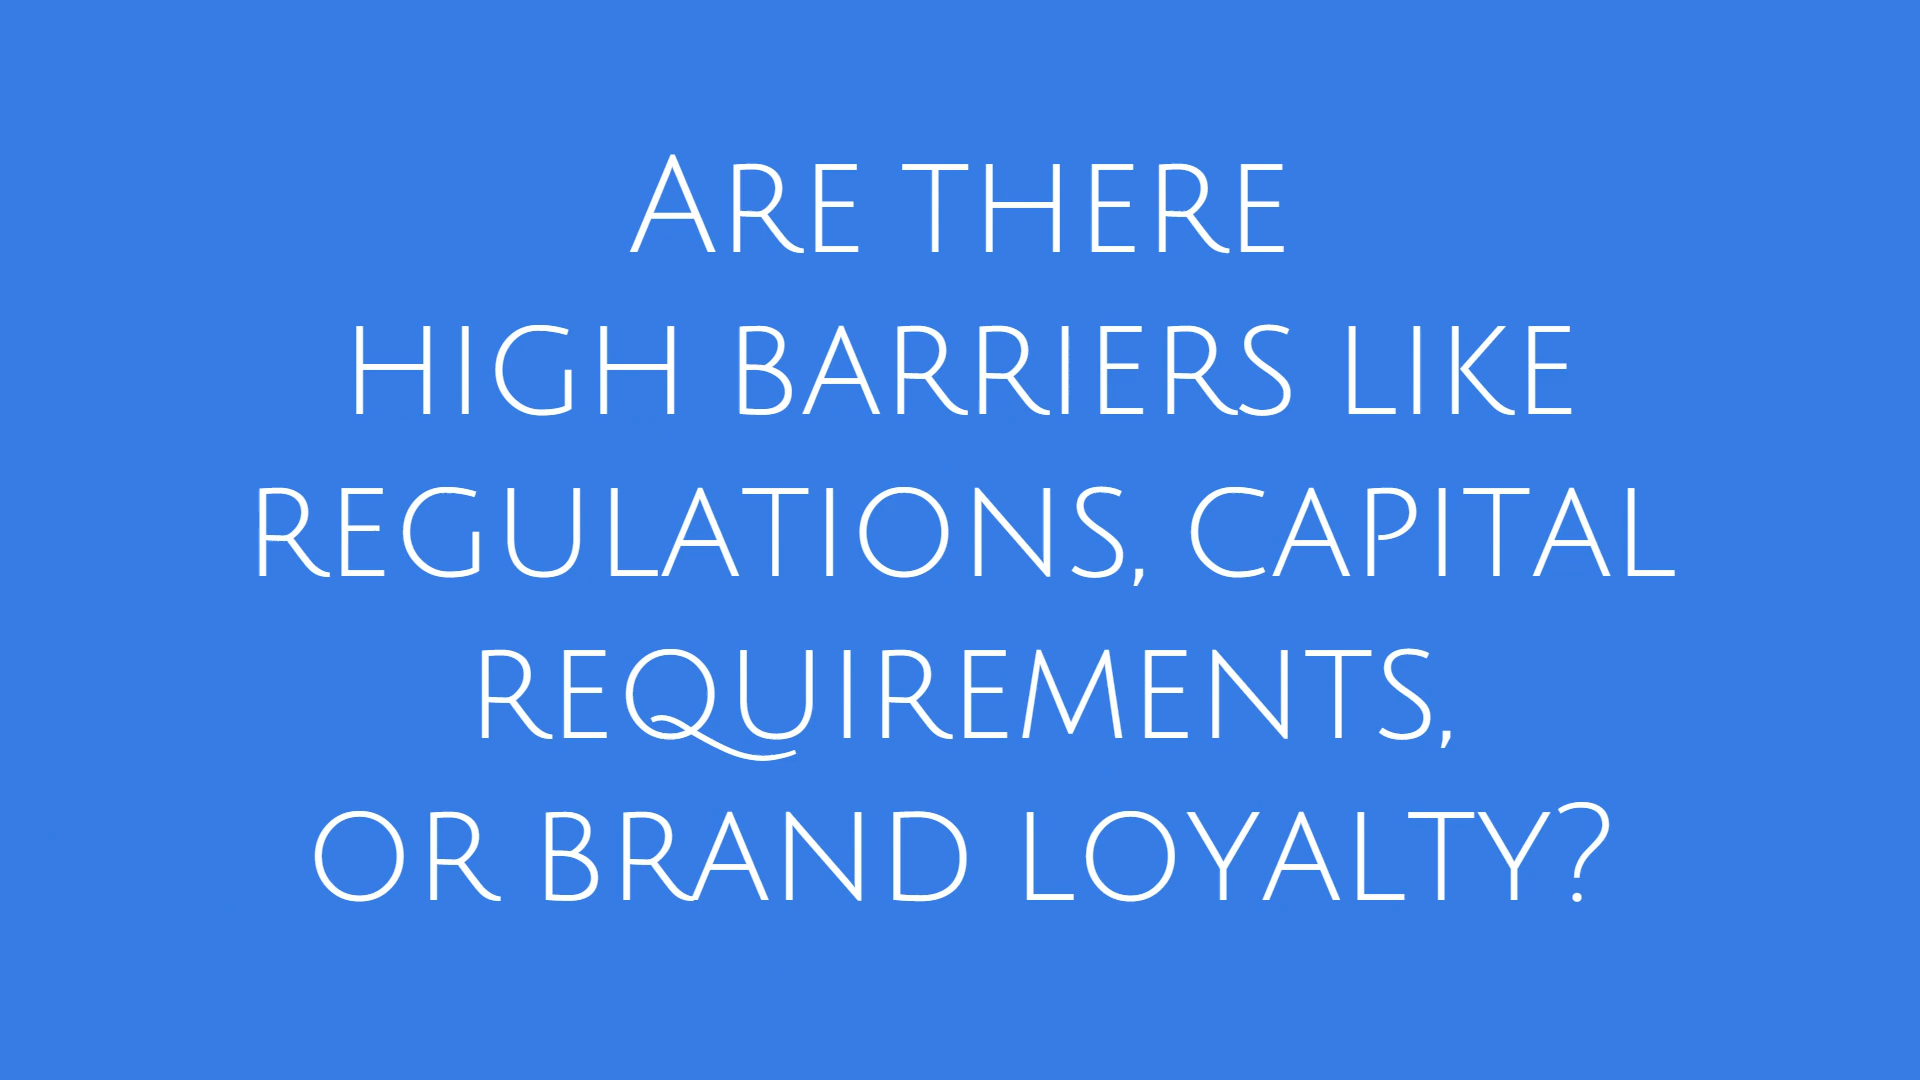 Are there
high barriers like
regulations, capital
requirements,
or brand loyalty?